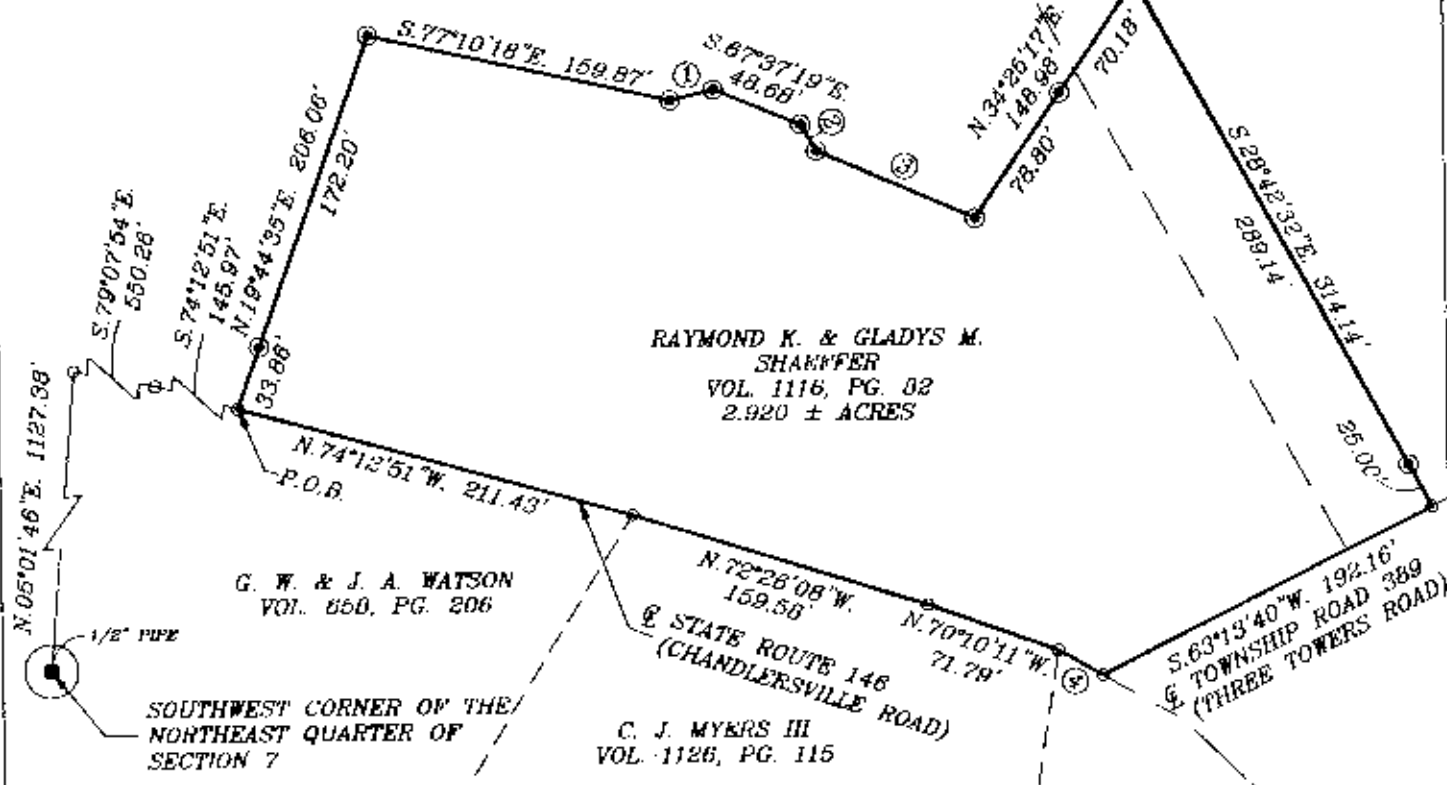 S.77°10'18"E. 159.87'
①
S.67°37'19"E.
48.68'
②
③
N.34°26'17"E.
148.98'
70.18'
78.80'
S 28°42'32"E. 314.14'
289.14'
25.00'
N.19°44'35"E. 206.06'
172.20'
33.86'
S.79°07'54"E.
550.26'
S.74°12'51"E.
145.97'
N.05°01'46"E. 1127.38'
RAYMOND K. & GLADYS M.
SHAEFFER
VOL. 1116, PG. 82
2.920 ± ACRES
P.O.B.
N.74°12'51"W. 211.43'
G. W. & J. A. WATSON
VOL. 650, PG. 206
1/2" PIPE
SOUTHWEST CORNER OF THE
NORTHEAST QUARTER OF
SECTION 7
N.72°26'08"W.
159.58'
℄ STATE ROUTE 146
(CHANDLERSVILLE ROAD)
N.70°10'11"W.
71.79'
④
C. J. MYERS III
VOL. 1126, PG. 115
S.63°13'40"W. 192.16'
℄ TOWNSHIP ROAD 389
(THREE TOWERS ROAD)